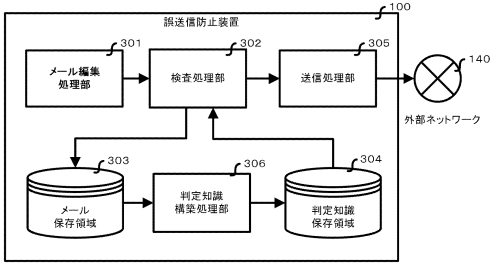 誤送信防止装置
100
301
メール編集
処理部
302
検査処理部
305
送信処理部
140
外部ネットワーク
303
メール
保存領域
306
判定知識
構築処理部
304
判定知識
保存領域